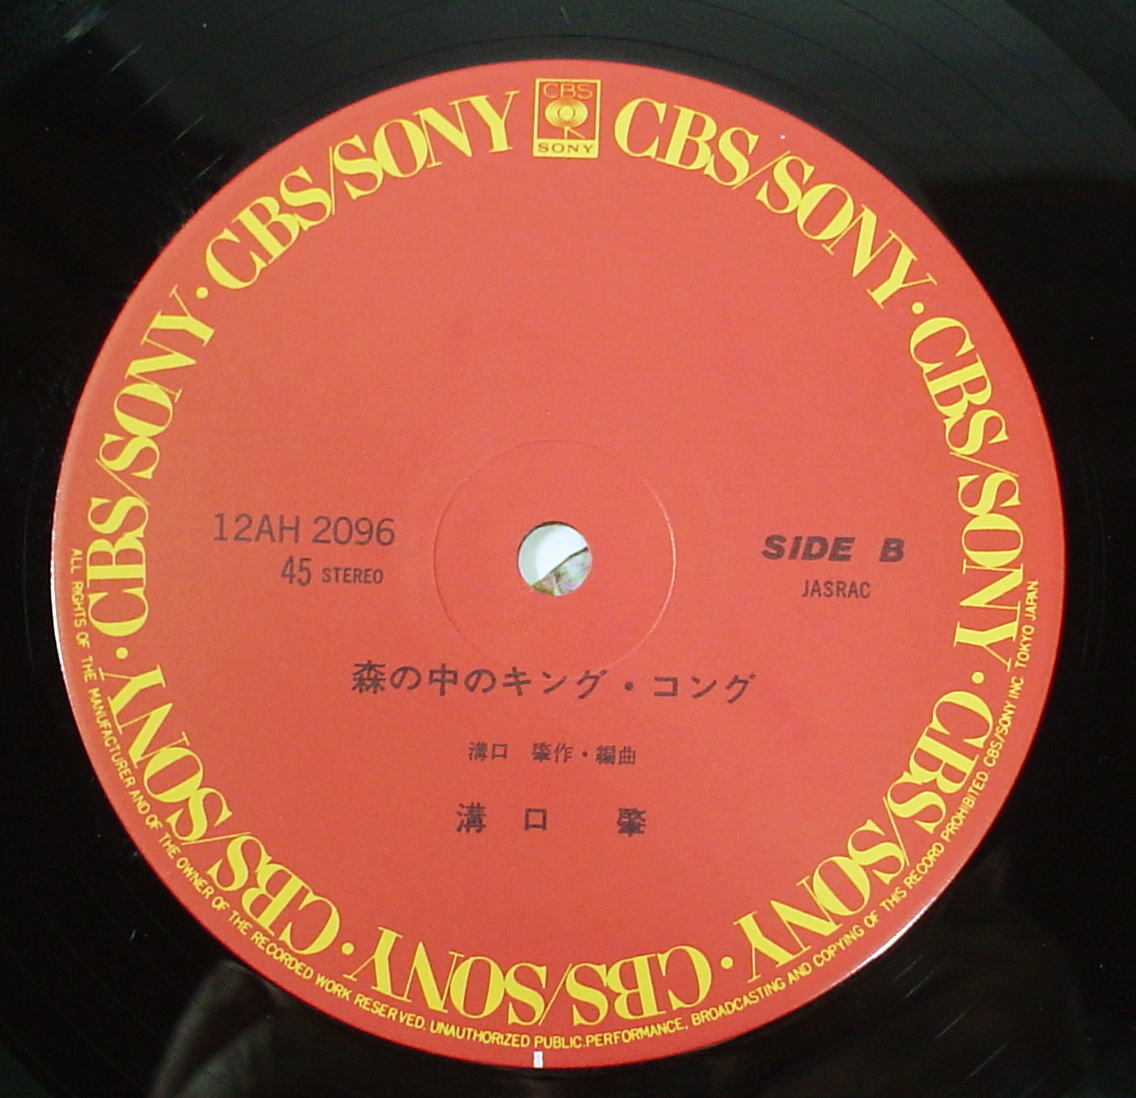 CBS
SONY
CBS/SONY · CBS/SONY · CBS/SONY · CBS/SONY · CBS/SONY · CBS/SONY · CBS/SONY · CBS/SONY
12AH 2096
45 STEREO
SIDE B
JASRAC
森の中のキング・コング
溝口 肇作・編曲
溝口 肇
ALL RIGHTS OF THE MANUFACTURER AND OF THE OWNER OF THE RECORDED WORK RESERVED. UNAUTHORIZED PUBLIC.PERFORMANCE, BROADCASTING AND COPYING OF THIS RECORD PROHIBITED CBS/SONY INC. TOKYO JAPAN